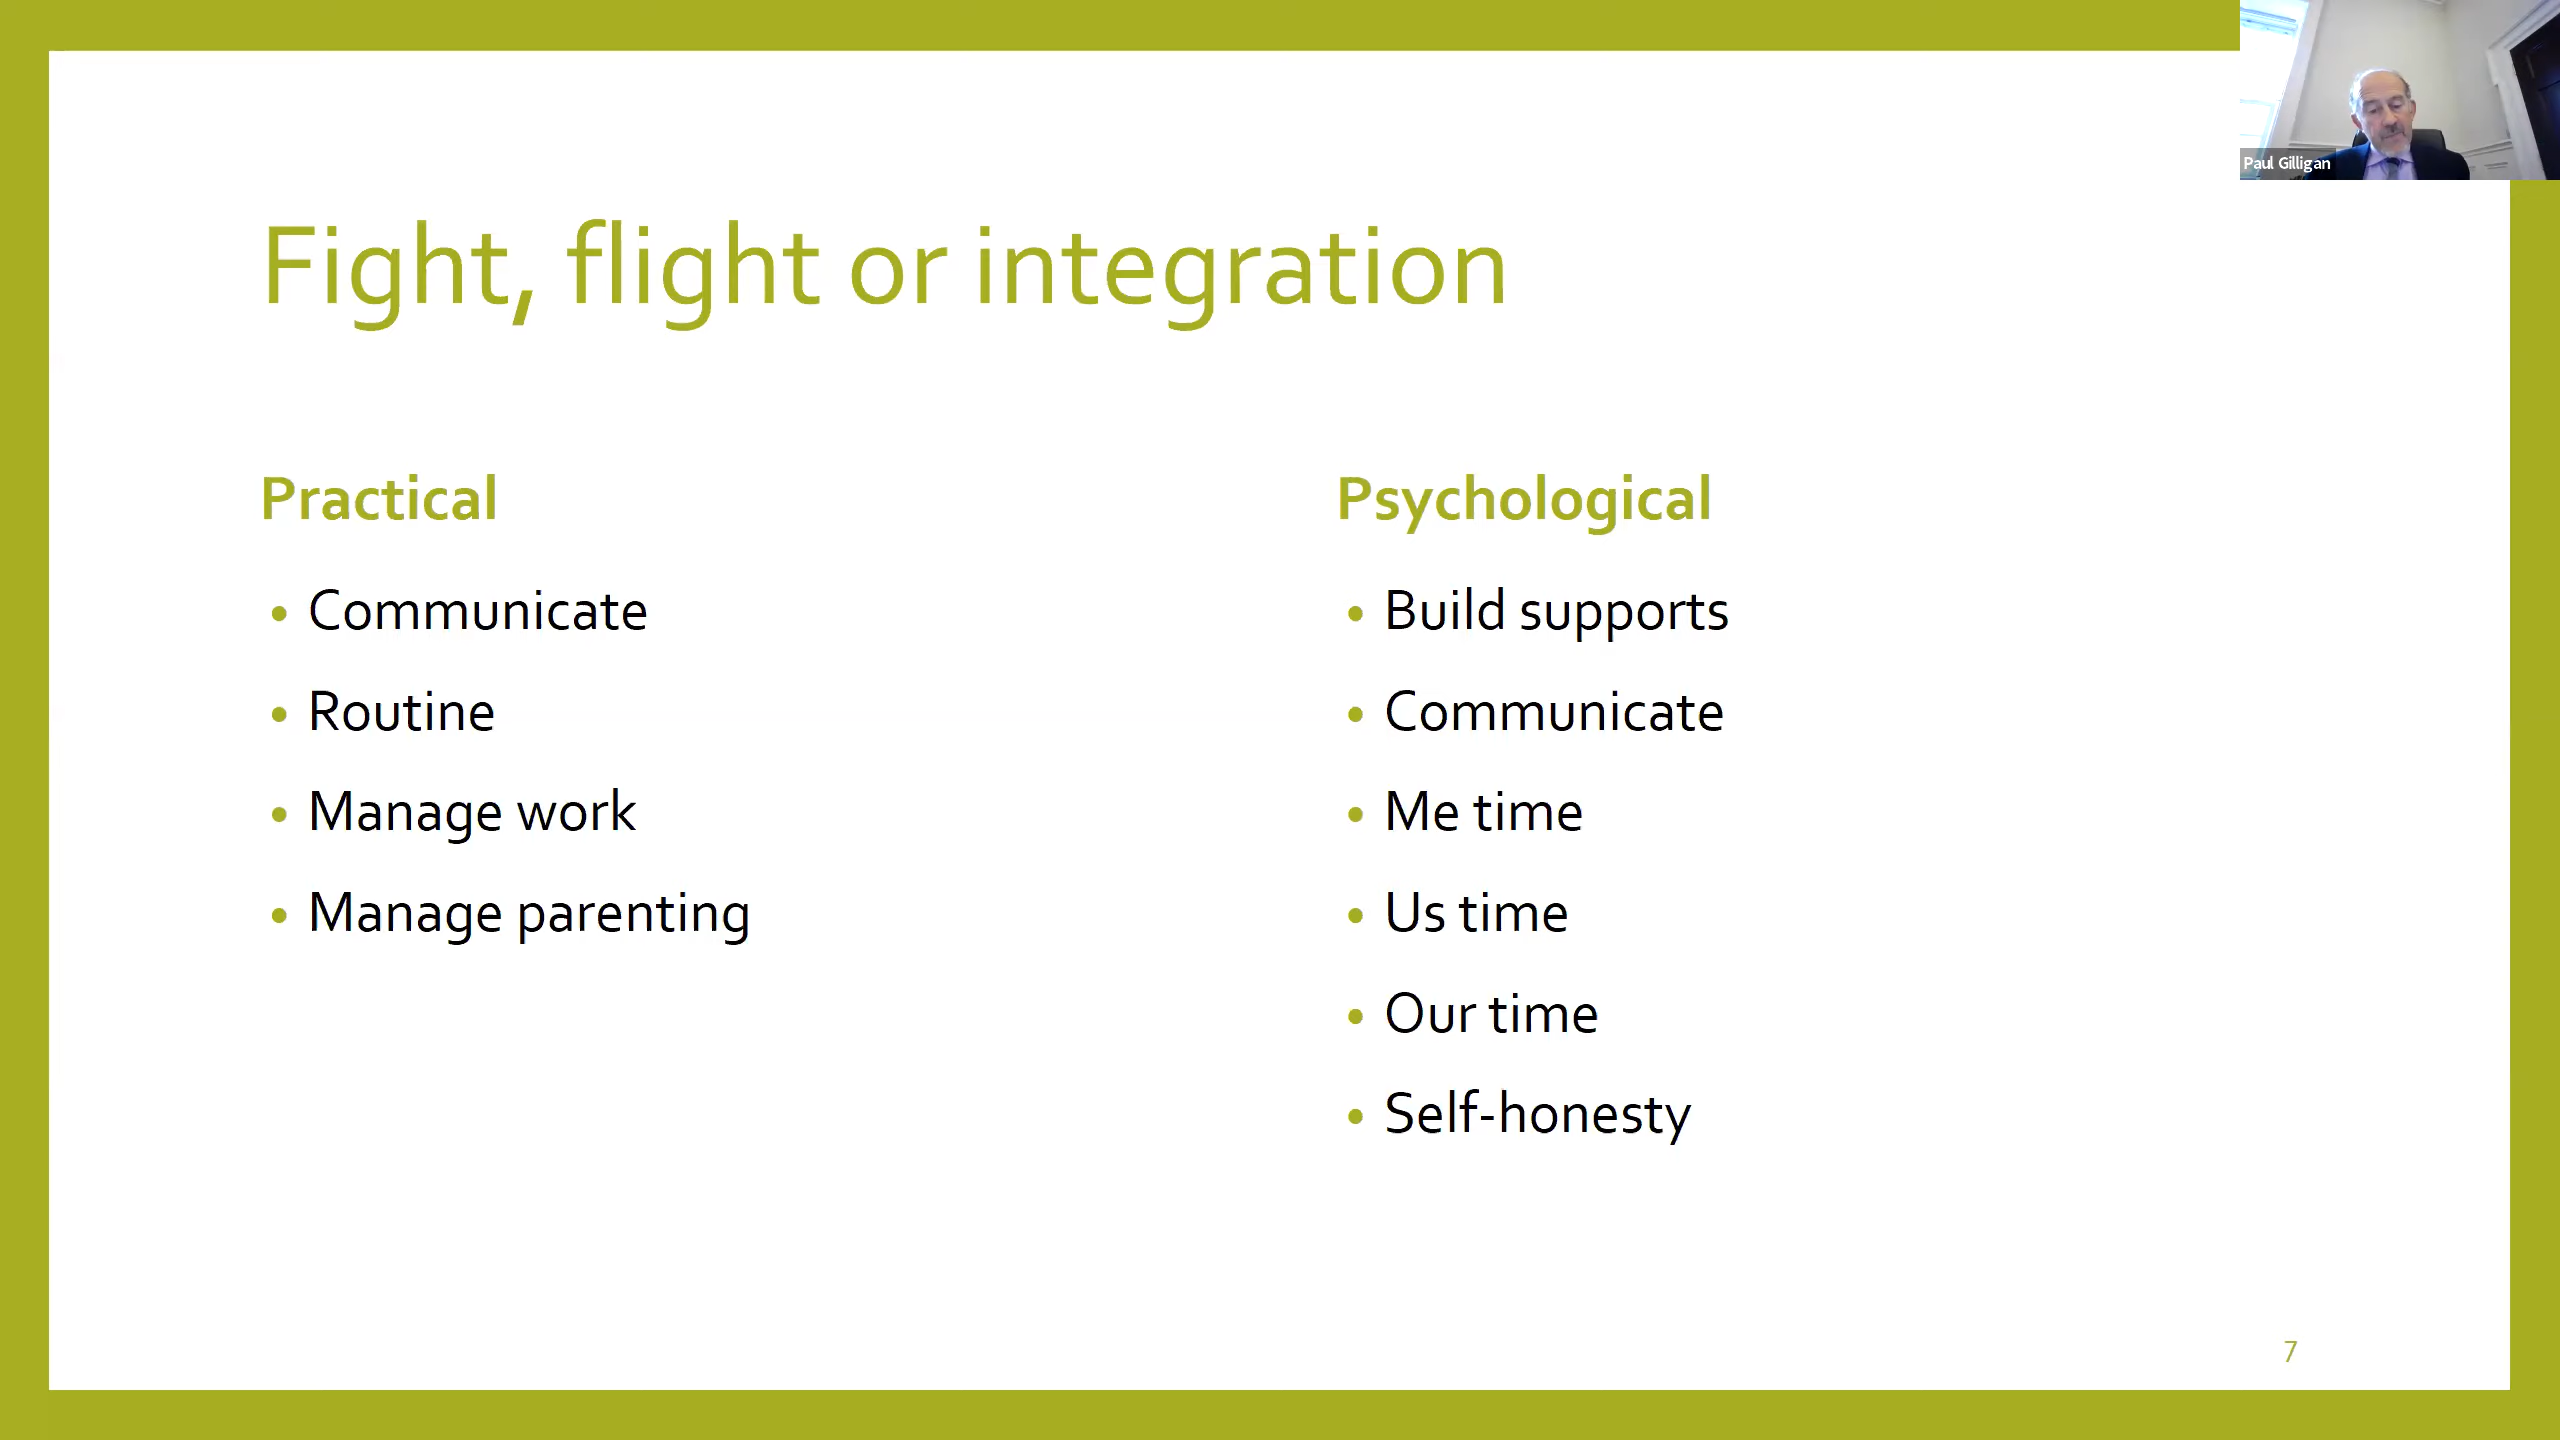 Paul Gilligan
Fight, flight or integration
Practical
• Communicate
• Routine
• Manage work
• Manage parenting
Psychological
• Build supports
• Communicate
• Me time
• Us time
• Our time
• Self-honesty
7